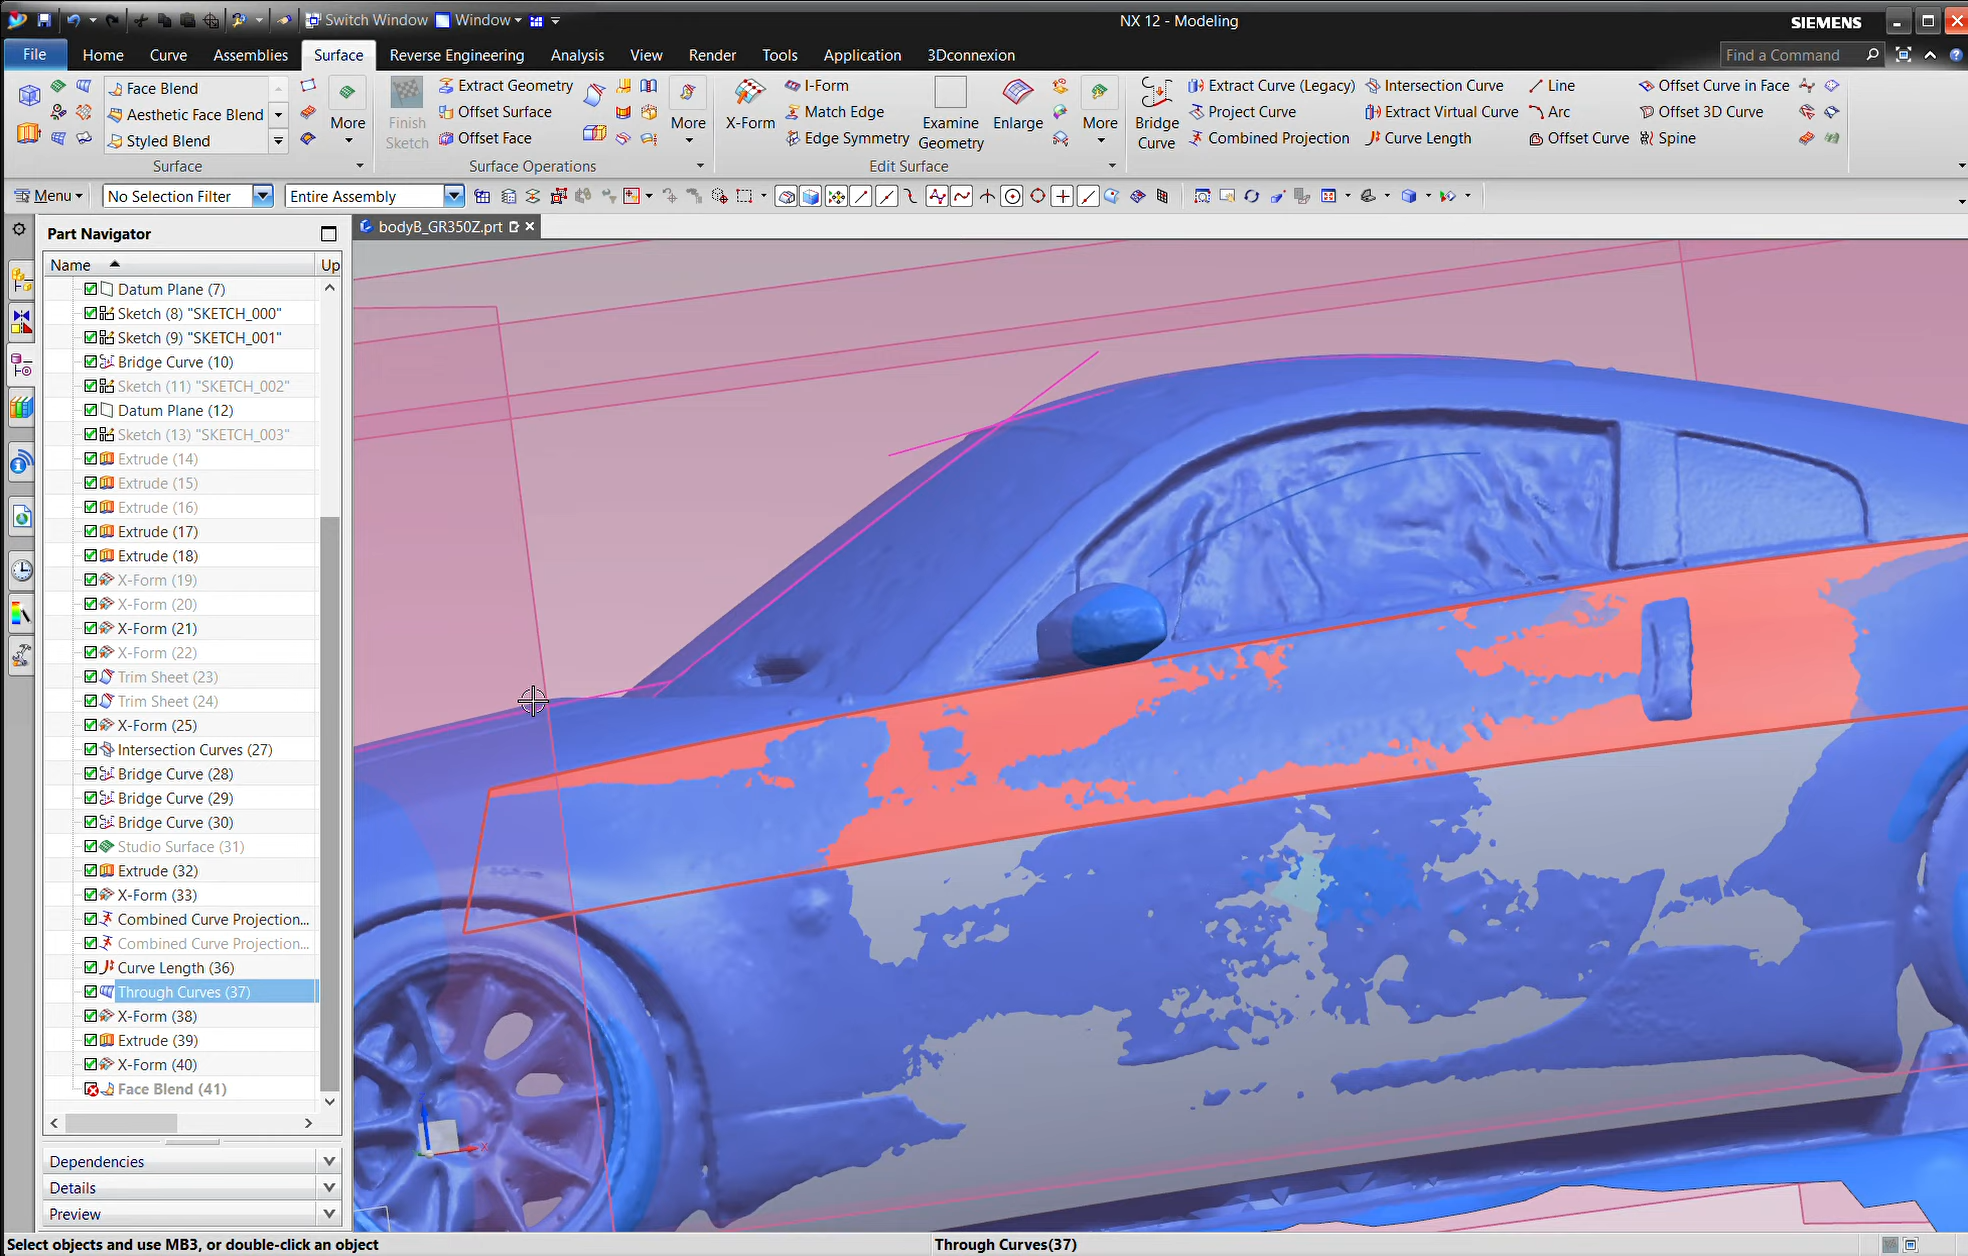 Switch Window
Window
NX 12 - Modeling
SIEMENS
File
Home
Curve
Assemblies
Surface
Reverse Engineering
Analysis
View
Render
Tools
Application
3Dconnexion
Find a Command
Face Blend
Aesthetic Face Blend
Styled Blend
More
Surface
Finish
Sketch
Extract Geometry
Offset Surface
Offset Face
More
Surface Operations
X-Form
I-Form
Match Edge
Edge Symmetry
Examine
Geometry
Enlarge
More
Edit Surface
Bridge
Curve
Extract Curve (Legacy)
Project Curve
Combined Projection
Intersection Curve
Extract Virtual Curve
Curve Length
Line
Arc
Offset Curve
Offset Curve in Face
Offset 3D Curve
Spine
Menu
No Selection Filter
Entire Assembly
Part Navigator
bodyB_GR350Z.prt
Name
Up
Datum Plane (7)
Sketch (8) "SKETCH_000"
Sketch (9) "SKETCH_001"
Bridge Curve (10)
Sketch (11) "SKETCH_002"
Datum Plane (12)
Sketch (13) "SKETCH_003"
Extrude (14)
Extrude (15)
Extrude (16)
Extrude (17)
Extrude (18)
X-Form (19)
X-Form (20)
X-Form (21)
X-Form (22)
Trim Sheet (23)
Trim Sheet (24)
X-Form (25)
Intersection Curves (27)
Bridge Curve (28)
Bridge Curve (29)
Bridge Curve (30)
Studio Surface (31)
Extrude (32)
X-Form (33)
Combined Curve Projection...
Combined Curve Projection...
Curve Length (36)
Through Curves (37)
X-Form (38)
Extrude (39)
X-Form (40)
Face Blend (41)
X
Dependencies
Details
Preview
Select objects and use MB3, or double-click an object
Through Curves(37)